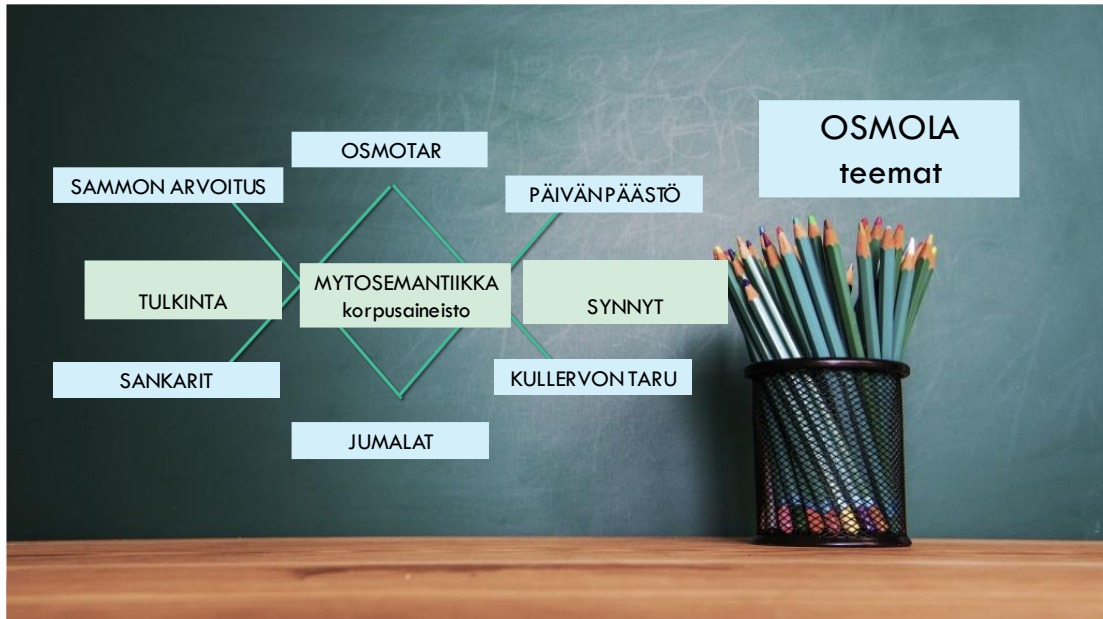 OSMOLA
teemat
OSMOTAR
SAMMON ARVOITUS
PÄIVÄNPÄÄSTÖ
TULKINTA
MYTOSEMANTIIKKA
korpusaineisto
SYNNYT
SANKARIT
KULLERVON TARU
JUMALAT